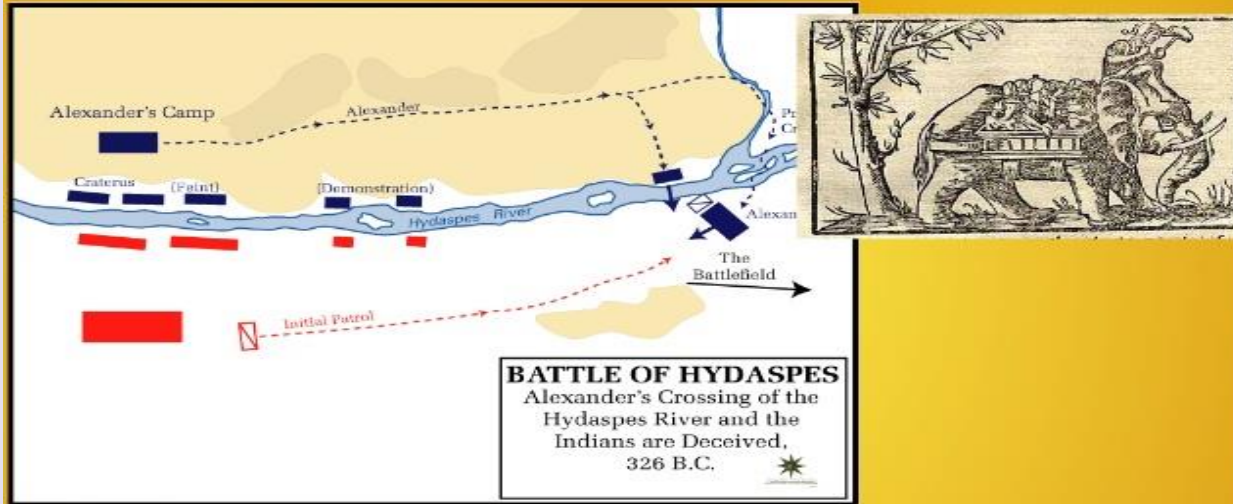 Alexander's Camp
Alexander
Craterus
(Feint)
(Demonstration)
Hydaspes River
The
Battlefield
Initial Patrol
BATTLE OF HYDASPES
Alexander's Crossing of the
Hydaspes River and the
Indians are Deceived,
326 B.C.